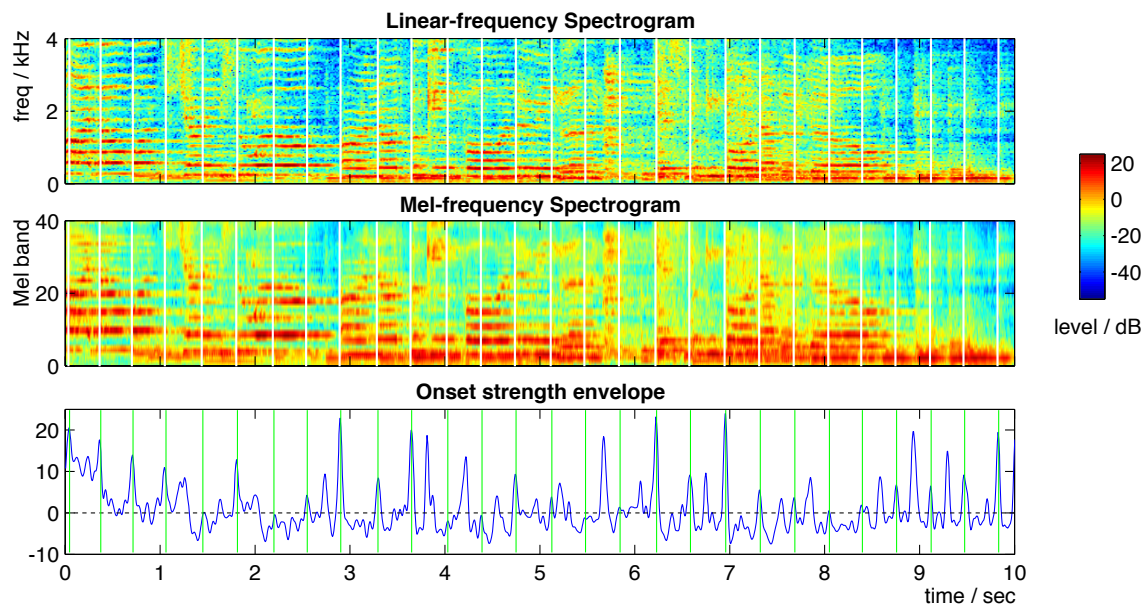 Linear-frequency Spectrogram
freq / kHz
4
2
0
Mel-frequency Spectrogram
Mel band
40
20
0
20
0
-20
-40
level / dB
Onset strength envelope
20
10
0
-10
0 1 2 3 4 5 6 7 8 9 10
time / sec